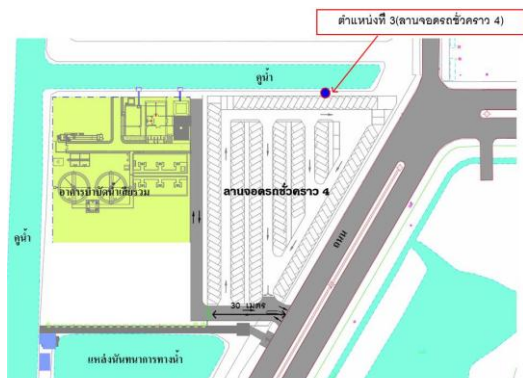 ตำแหน่งที่ 3(ลานจอดรถชั่วคราว 4)
คูน้ำ
อาคารบำบัดน้ำเสียรวม
ลานจอดรถชั่วคราว 4
ถนน
คูน้ำ
30 เมตร
แหล่งนันทนาการทางน้ำ